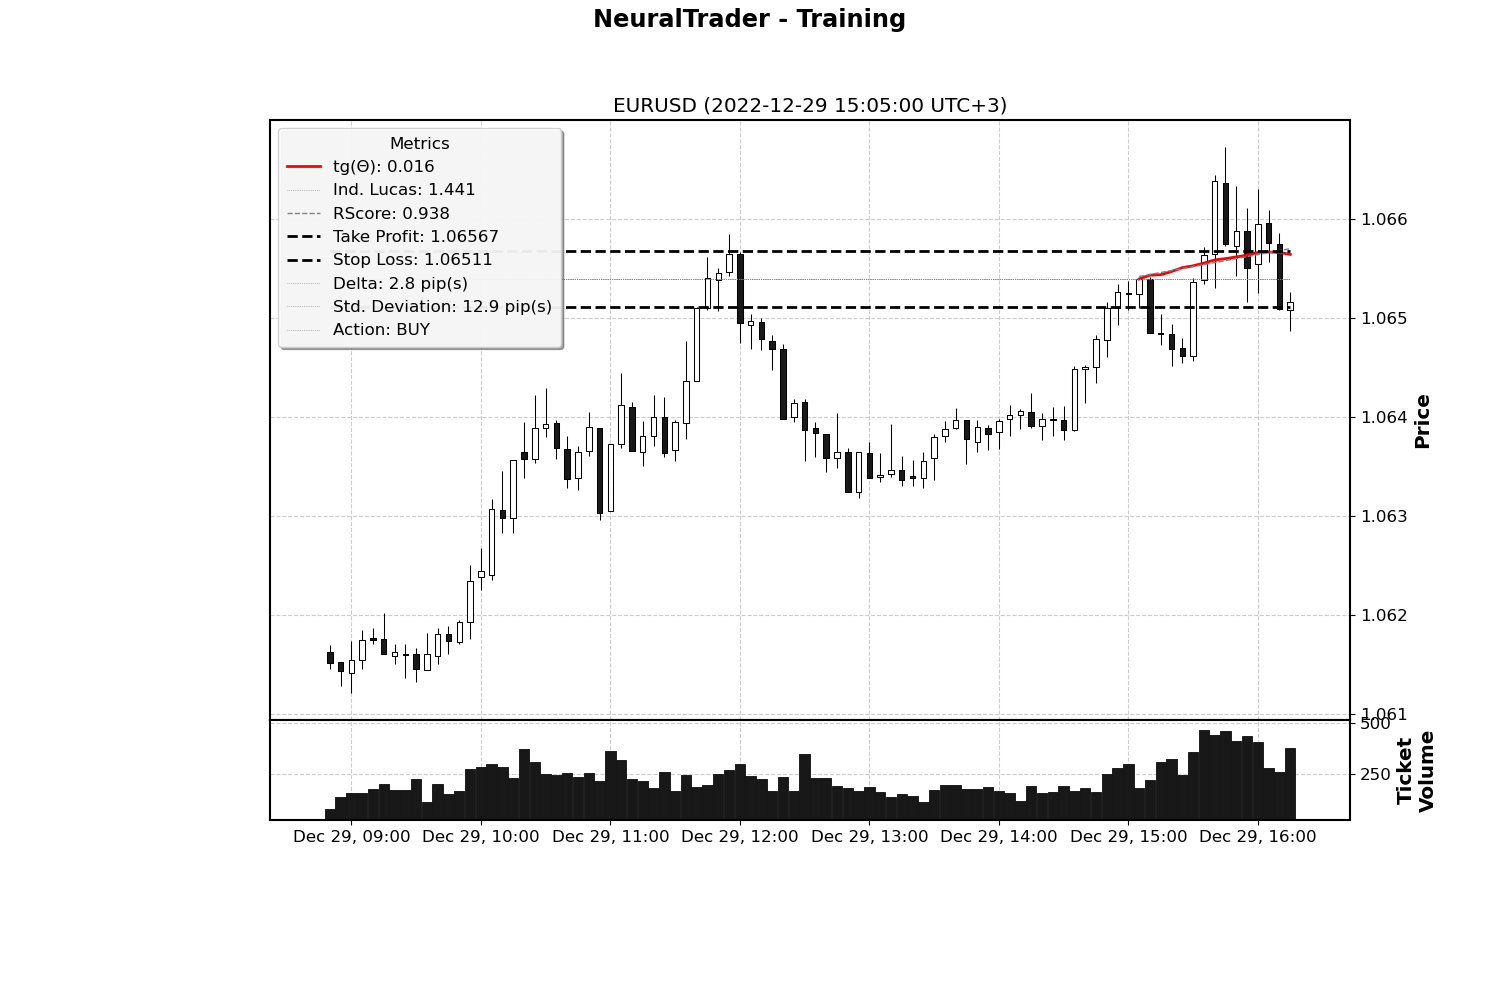 NeuralTrader - Training
EURUSD (2022-12-29 15:05:00 UTC+3)
Metrics
tg(Θ): 0.016
Ind. Lucas: 1.441
RScore: 0.938
Take Profit: 1.06567
Stop Loss: 1.06511
Delta: 2.8 pip(s)
Std. Deviation: 12.9 pip(s)
Action: BUY
1.066
1.065
1.064
1.063
1.062
1.061
Price
500
250
Ticket
Volume
Dec 29, 09:00 Dec 29, 10:00 Dec 29, 11:00 Dec 29, 12:00 Dec 29, 13:00 Dec 29, 14:00 Dec 29, 15:00 Dec 29, 16:00